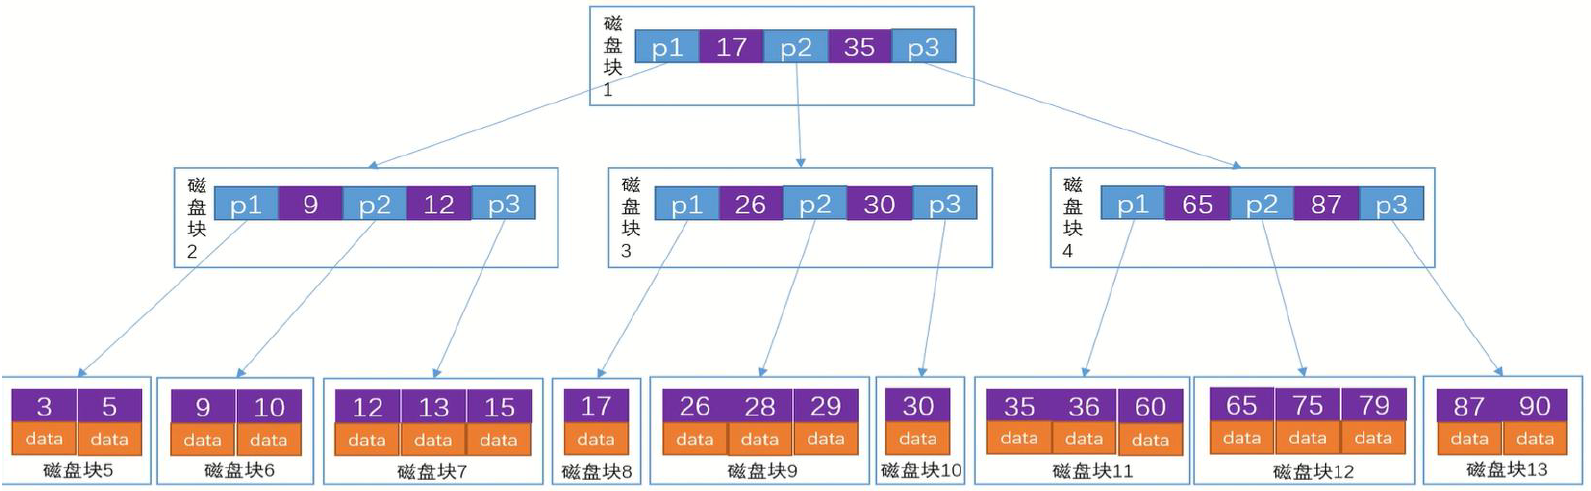 磁盘块1
p1 17 p2 35 p3
磁盘块2
p1 9 p2 12 p3
磁盘块3
p1 26 p2 30 p3
磁盘块4
p1 65 p2 87 p3
3 5
data data
磁盘块5
9 10
data data
磁盘块6
12 13 15
data data data
磁盘块7
17
data
磁盘块8
26 28 29
data data data
磁盘块9
30
data
磁盘块10
35 36 60
data data data
磁盘块11
65 75 79
data data data
磁盘块12
87 90
data data
磁盘块13